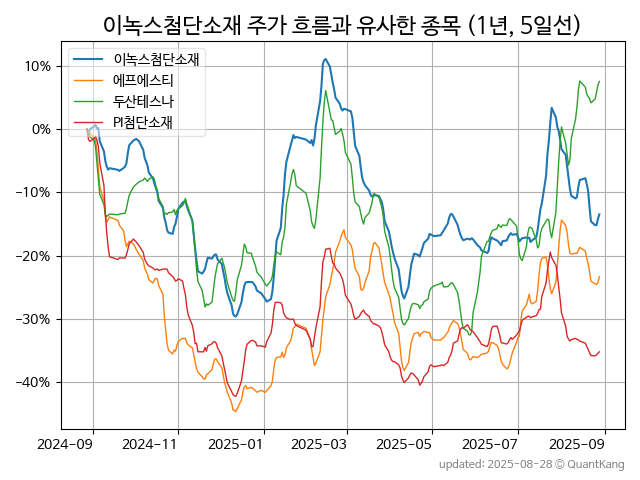 이녹스첨단소재 주가 흐름과 유사한 종목 (1년, 5일선)
이녹스첨단소재
에프에스티
두산테스나
PI첨단소재
10%
0%
−10%
−20%
−30%
−40%
2024-09 2024-11 2025-01 2025-03 2025-05 2025-07 2025-09
updated: 2025-08-28 © QuantKang